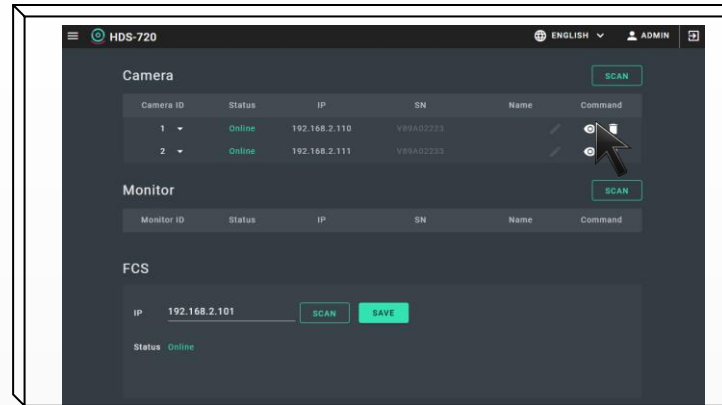 HDS-720 ENGLISH ADMIN
Camera SCAN
Camera ID Status IP SN Name Command
1 Online 192.168.2.110 V89A02223
2 Online 192.168.2.111 V89A02233
Monitor SCAN
Monitor ID Status IP SN Name Command
FCS
IP 192.168.2.101 SCAN SAVE
Status Online